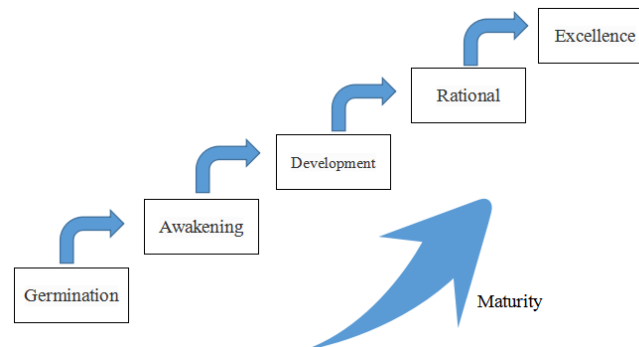 Excellence
Rational
Development
Awakening
Germination
Maturity